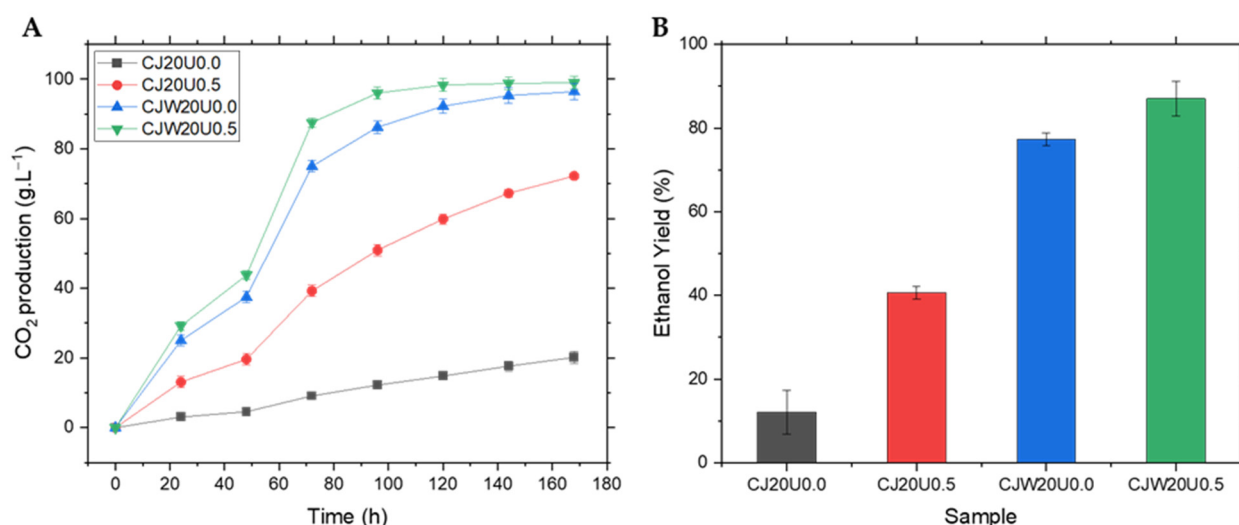 A
CJ20U0.0
CJ20U0.5
CJW20U0.0
CJW20U0.5
CO₂ production (g.L⁻¹)
100
80
60
40
20
0
0 20 40 60 80 100 120 140 160 180
Time (h)
B
Ethanol Yield (%)
100
80
60
40
20
0
CJ20U0.0 CJ20U0.5 CJW20U0.0 CJW20U0.5
Sample